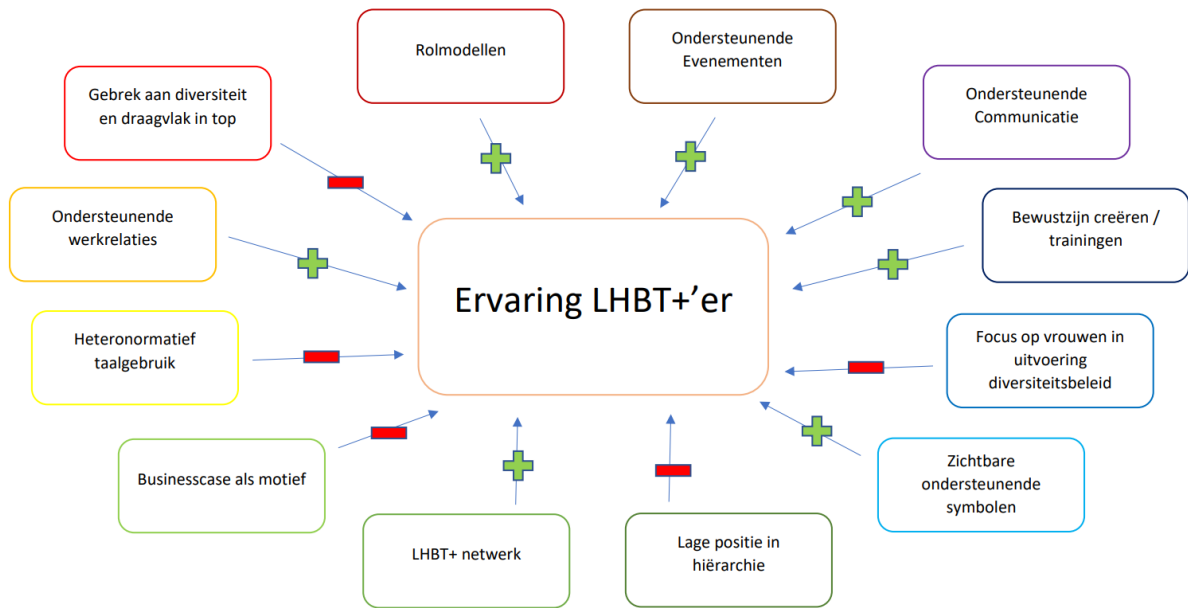 Rolmodellen
Ondersteunende
Evenementen
Gebrek aan diversiteit
en draagvlak in top
Ondersteunende
Communicatie
Ondersteunende
werkrelaties
Bewustzijn creëren /
trainingen
Ervaring LHBT+’er
Heteronormatief
taalgebruik
Focus op vrouwen in
uitvoering
diversiteitsbeleid
Businesscase als motief
Zichtbare
ondersteunende
symbolen
LHBT+ netwerk
Lage positie in
hiërarchie